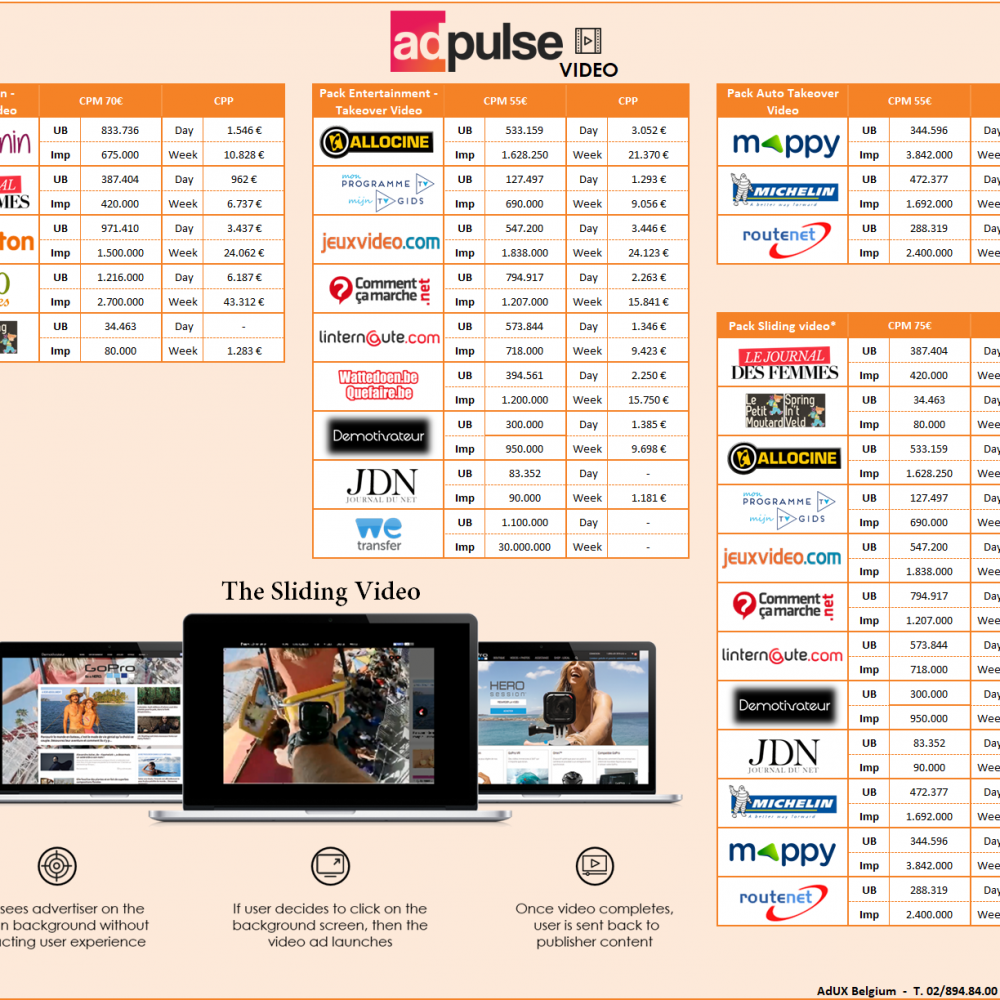 adpulse
VIDEO
n -
deo
CPM 70€ CPP
nin UB 833.736 Day 1.546 €
Imp 675.000 Week 10.828 €
AL
MES UB 387.404 Day 962 €
Imp 420.000 Week 6.737 €
ton UB 971.410 Day 3.437 €
Imp 1.500.000 Week 24.062 €
UB 1.216.000 Day 6.187 €
Imp 2.700.000 Week 43.312 €
UB 34.463 Day -
Imp 80.000 Week 1.283 €
Pack Entertainment -
Takeover Video
CPM 55€ CPP
ALLOCINE UB 533.159 Day 3.052 €
Imp 1.628.250 Week 21.370 €
mon
PROGRAMME TV
mijn TV GIDS
UB 127.497 Day 1.293 €
Imp 690.000 Week 9.056 €
jeuxvideo.com UB 547.200 Day 3.446 €
Imp 1.838.000 Week 24.123 €
Comment
ça marche .net
UB 794.917 Day 2.263 €
Imp 1.207.000 Week 15.841 €
lintern@ute.com UB 573.844 Day 1.346 €
Imp 718.000 Week 9.423 €
Wattedoen.be
Quefaire.be
UB 394.561 Day 2.250 €
Imp 1.200.000 Week 15.750 €
Demotivateur UB 300.000 Day 1.385 €
Imp 950.000 Week 9.698 €
JDN
JOURNAL DU NET
UB 83.352 Day -
Imp 90.000 Week 1.181 €
we
transfer
UB 1.100.000 Day -
Imp 30.000.000 Week -
Pack Auto Takeover
Video
CPM 55€
mappy UB 344.596 Day
Imp 3.842.000 Wee
MICHELIN
A better way forward
UB 472.377 Day
Imp 1.692.000 Wee
routenet UB 288.319 Day
Imp 2.400.000 Wee
Pack Sliding video* CPM 75€
LE JOURNAL
DES FEMMES
UB 387.404 Day
Imp 420.000 Wee
Le Petit Moutard
Spring In't Veld
UB 34.463 Day
Imp 80.000 Wee
ALLOCINE UB 533.159 Day
Imp 1.628.250 Wee
mon
PROGRAMME TV
mijn TV GIDS
UB 127.497 Day
Imp 690.000 Wee
jeuxvideo.com UB 547.200 Day
Imp 1.838.000 Wee
Comment
ça marche .net
UB 794.917 Day
Imp 1.207.000 Wee
lintern@ute.com UB 573.844 Day
Imp 718.000 Wee
Demotivateur UB 300.000 Day
Imp 950.000 Wee
JDN
JOURNAL DU NET
UB 83.352 Day
Imp 90.000 Wee
MICHELIN
A better way forward
UB 472.377 Day
Imp 1.692.000 Wee
mappy UB 344.596 Day
Imp 3.842.000 Wee
routenet UB 288.319 Day
Imp 2.400.000 Wee
The Sliding Video
Demotivateur
GoPro
HERO
SESSION
sees advertiser on the
n background without
cting user experience
If user decides to click on the
background screen, then the
video ad launches
Once video completes,
user is sent back to
publisher content
AdUX Belgium - T. 02/894.84.00